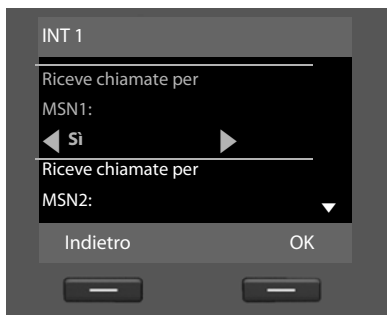 INT 1
Riceve chiamate per
MSN1:
Sì
Riceve chiamate per
MSN2:
Indietro OK